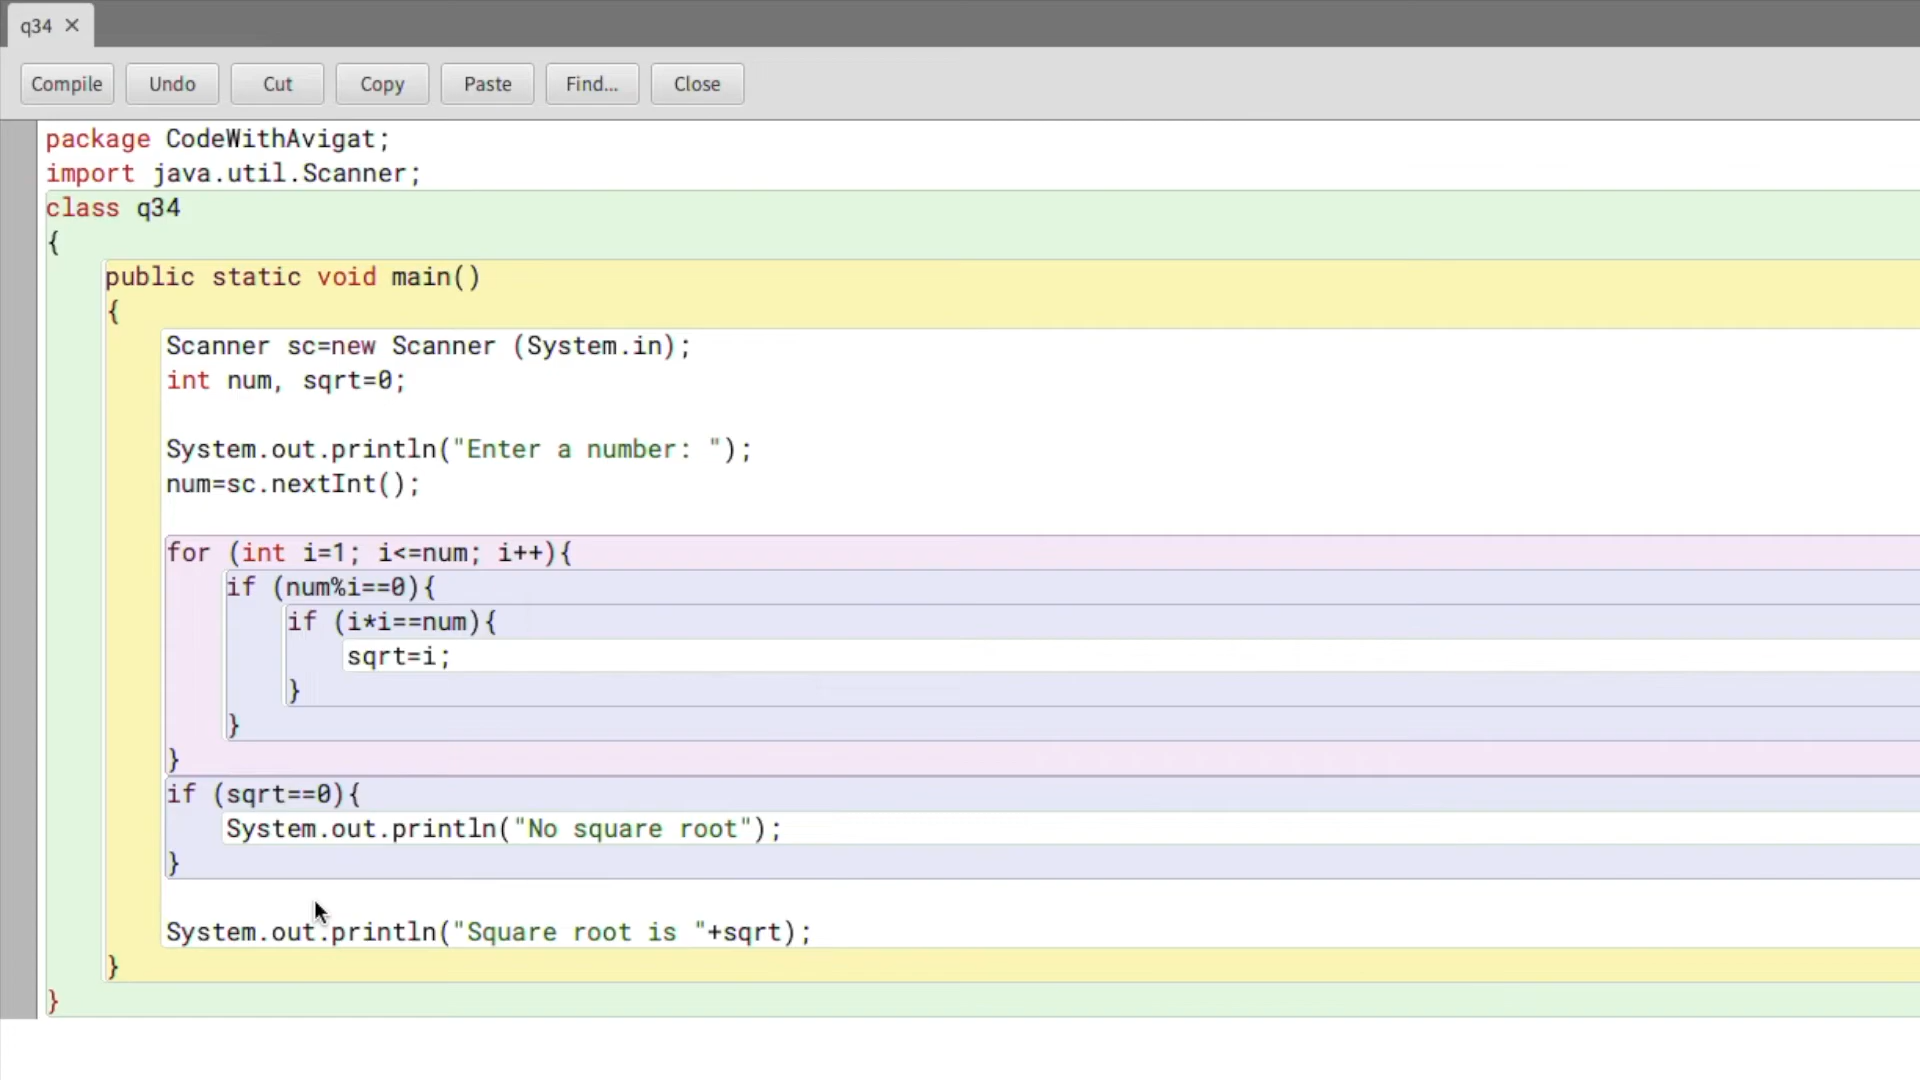 q34 ×
Compile Undo Cut Copy Paste Find... Close
package CodeWithAvigat;
import java.util.Scanner;
class q34
{
public static void main()
{
Scanner sc=new Scanner (System.in);
int num, sqrt=0;
System.out.println("Enter a number: ");
num=sc.nextInt();
for (int i=1; i<=num; i++){
if (num%i==0){
if (i*i==num){
sqrt=i;
}
}
}
if (sqrt==0){
System.out.println("No square root");
}
System.out.println("Square root is "+sqrt);
}
}